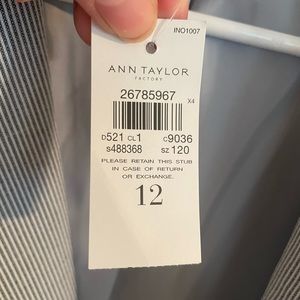 INO1007
ANN TAYLOR
FACTORY
26785967
X4
D521 CL1 C9036
S488368 SZ 120
PLEASE RETAIN THIS STUB
IN CASE OF RETURN
OR EXCHANGE.
12